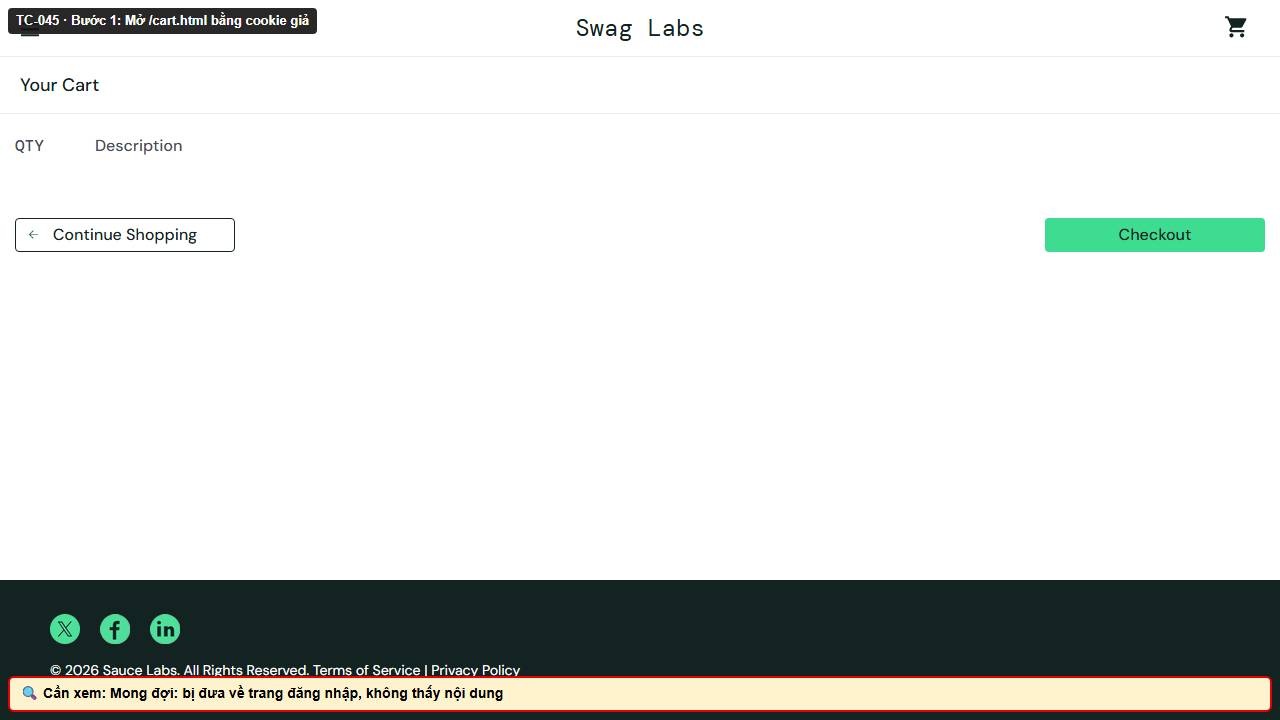 TC-045 · Bước 1: Mở /cart.html bằng cookie giả
Swag Labs
Your Cart
QTY Description
Continue Shopping
Checkout
© 2026 Sauce Labs. All Rights Reserved. Terms of Service | Privacy Policy
Cần xem: Mong đợi: bị đưa về trang đăng nhập, không thấy nội dung